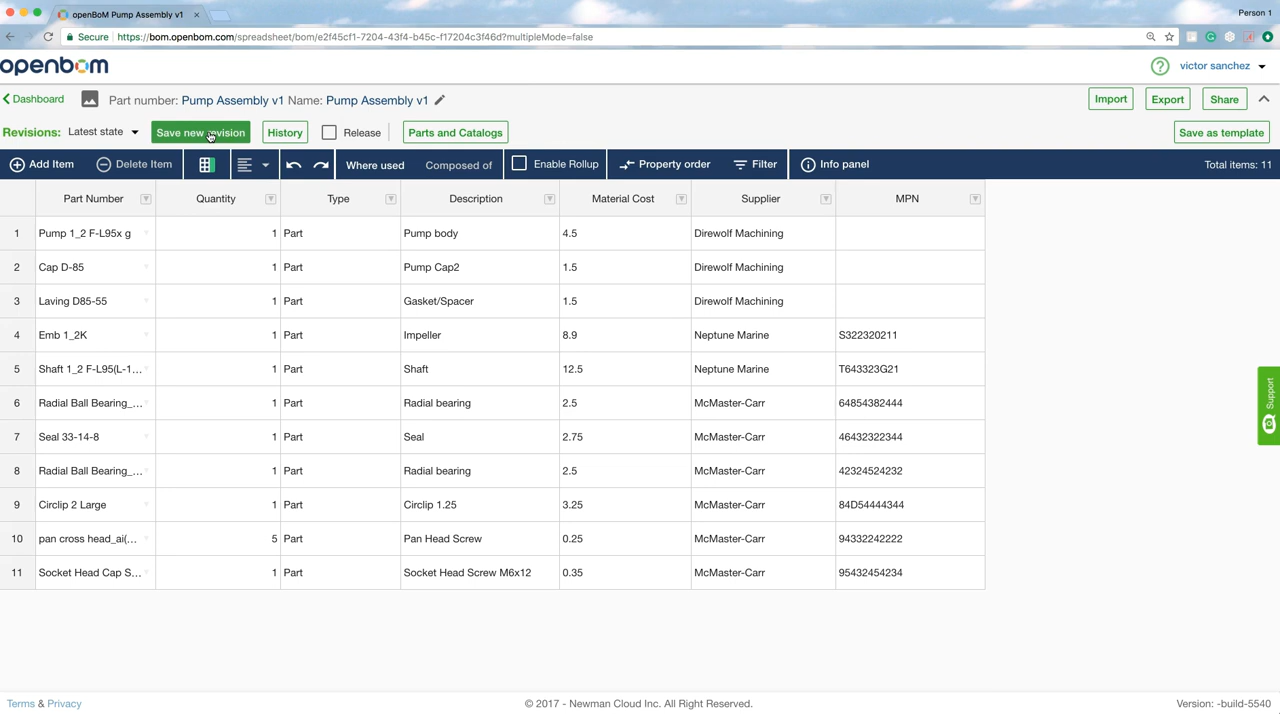 openBoM Pump Assembly v1
Person 1
Secure https://bom.openbom.com/spreadsheet/bom/e2f45cf1-7204-43f4-b45c-f17204c3f46d?multipleMode=false
openbom
victor sanchez
Dashboard Part number: Pump Assembly v1 Name: Pump Assembly v1 Import Export Share
Revisions: Latest state Save new revision History Release Parts and Catalogs Save as template
Add Item Delete Item Where used Composed of Enable Rollup Property order Filter Info panel Total items: 11
Part Number Quantity Type Description Material Cost Supplier MPN
1 Pump 1_2 F-L95x g 1 Part Pump body 4.5 Direwolf Machining
2 Cap D-85 1 Part Pump Cap2 1.5 Direwolf Machining
3 Laving D85-55 1 Part Gasket/Spacer 1.5 Direwolf Machining
4 Emb 1_2K 1 Part Impeller 8.9 Neptune Marine S322320211
5 Shaft 1_2 F-L95(L-1... 1 Part Shaft 12.5 Neptune Marine T643323G21
6 Radial Ball Bearing_... 1 Part Radial bearing 2.5 McMaster-Carr 64854382444
7 Seal 33-14-8 1 Part Seal 2.75 McMaster-Carr 46432322344
8 Radial Ball Bearing_... 1 Part Radial bearing 2.5 McMaster-Carr 42324524232
9 Circlip 2 Large 1 Part Circlip 1.25 3.25 McMaster-Carr 84D54444344
10 pan cross head_ai(... 5 Part Pan Head Screw 0.25 McMaster-Carr 94332242222
11 Socket Head Cap S... 1 Part Socket Head Screw M6x12 0.35 McMaster-Carr 95432454234
Support
Terms & Privacy © 2017 - Newman Cloud Inc. All Right Reserved. Version: -build-5540